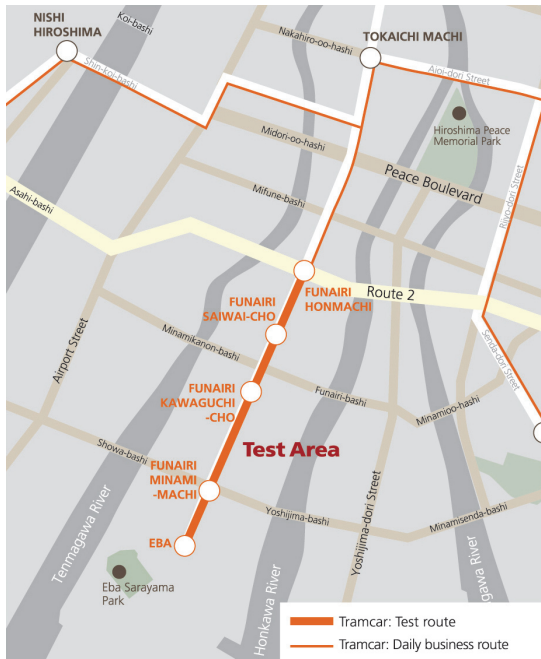 NISHI
HIROSHIMA
Koi-bashi
Shin-koi-bashi
Nakahiro-oo-hashi
TOKAICHI MACHI
Aioi-dori Street
Hiroshima Peace
Memorial Park
Midori-oo-hashi
Peace Boulevard
Mifune-bashi
Rijyo-dori Street
Asahi-bashi
Route 2
FUNAIRI
HONMACHI
FUNAIRI
SAIWAI-CHO
Airport Street
Minamikanon-bashi
Senda-dori Street
FUNAIRI
KAWAGUCHI
-CHO
Funairi-bashi
Minamioo-hashi
Test Area
Showa-bashi
FUNAIRI
MINAMI
-MACHI
Yoshijima-bashi
Yoshijima-dori Street
Minamisenda-bashi
Tenmagawa River
EBA
Honkawa River
gawa River
Eba Sarayama
Park
Tramcar: Test route
Tramcar: Daily business route